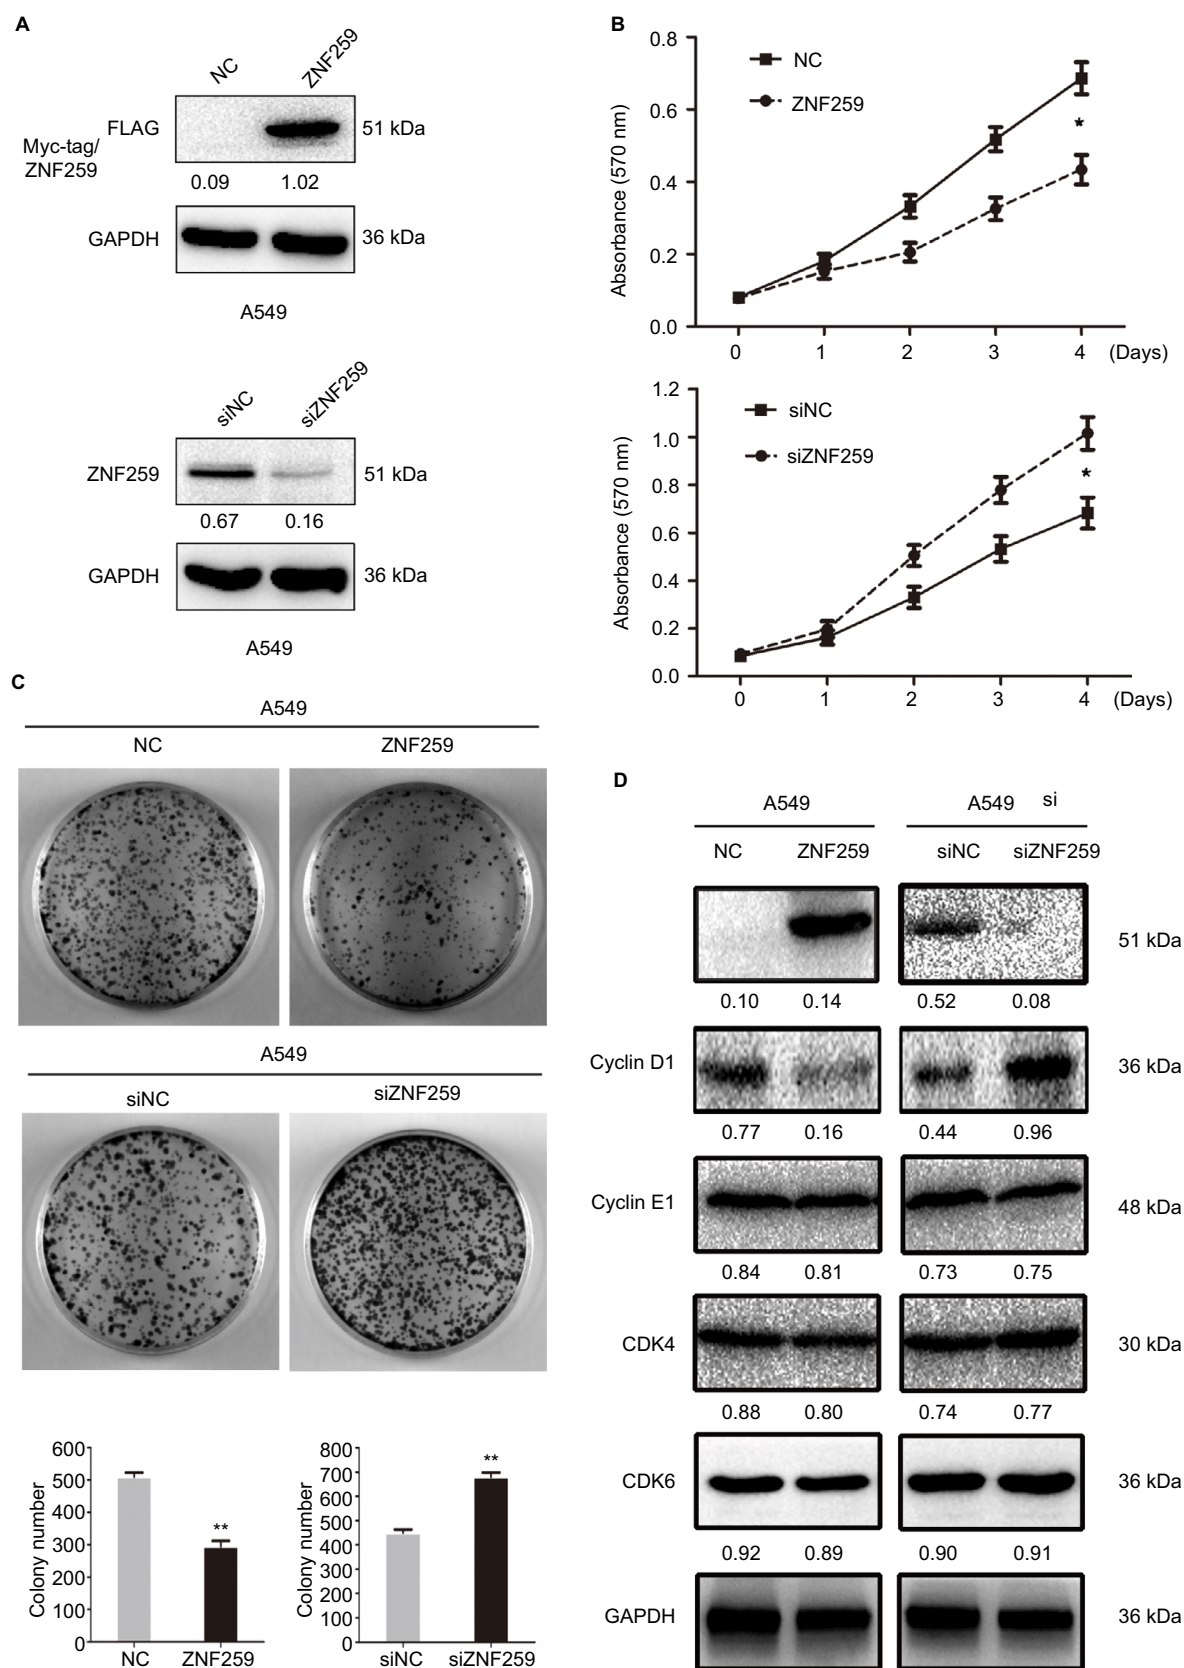 A
NC ZNF259
Myc-tag/
ZNF259
FLAG 51 kDa
0.09 1.02
GAPDH 36 kDa
A549
siNC siZNF259
ZNF259 51 kDa
0.67 0.16
GAPDH 36 kDa
A549
B
NC
ZNF259
Absorbance (570 nm)
0.8
0.6
0.4
0.2
0.0
*
0 1 2 3 4 (Days)
siNC
siZNF259
Absorbance (570 nm)
1.2
1.0
0.8
0.6
0.4
0.2
0.0
*
0 1 2 3 4 (Days)
C
A549
NC ZNF259
A549
siNC siZNF259
Colony number
600
500
400
300
200
100
0
**
NC ZNF259
Colony number
800
700
600
500
400
300
200
100
0
**
siNC siZNF259
D
A549 A549 si
NC ZNF259 siNC siZNF259
51 kDa
0.10 0.14 0.52 0.08
Cyclin D1 36 kDa
0.77 0.16 0.44 0.96
Cyclin E1 48 kDa
0.84 0.81 0.73 0.75
CDK4 30 kDa
0.88 0.80 0.74 0.77
CDK6 36 kDa
0.92 0.89 0.90 0.91
GAPDH 36 kDa